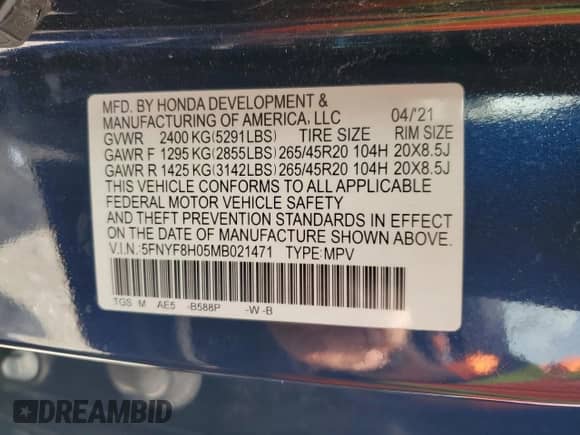 MFD. BY HONDA DEVELOPMENT &
MANUFACTURING OF AMERICA, LLC 04/'21
GVWR 2400 KG(5291LBS) TIRE SIZE RIM SIZE
GAWR F 1295 KG(2855LBS) 265/45R20 104H 20X8.5J
GAWR R 1425 KG(3142LBS) 265/45R20 104H 20X8.5J
THIS VEHICLE CONFORMS TO ALL APPLICABLE
FEDERAL MOTOR VEHICLE SAFETY
AND THEFT PREVENTION STANDARDS IN EFFECT
ON THE DATE OF MANUFACTURE SHOWN ABOVE.
V.I.N.:5FNYF8H05MB021471 TYPE:MPV
TGS M AE5 -B588P -W -B
DREAMBID